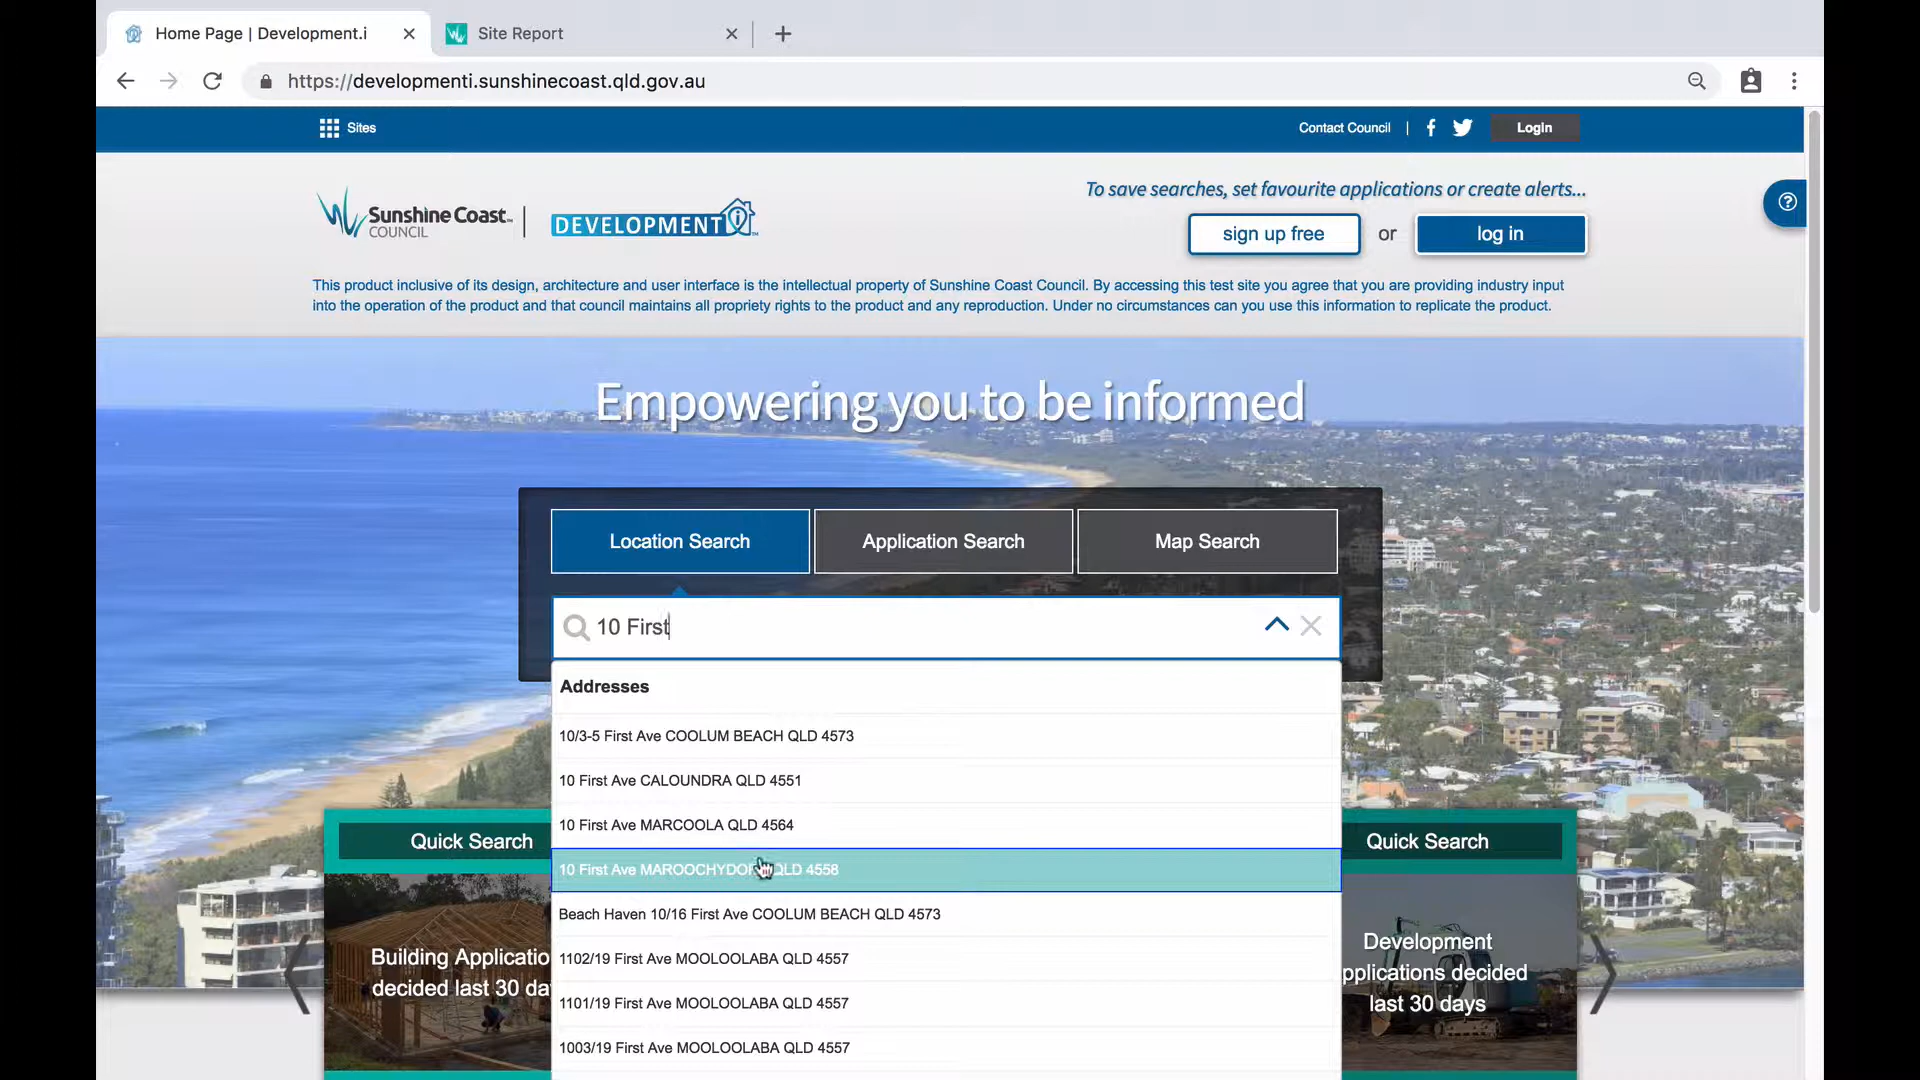 Home Page | Development.i
Site Report
https://developmenti.sunshinecoast.qld.gov.au
Sites
Contact Council
Login
Sunshine Coast™
COUNCIL
DEVELOPMENT i™
To save searches, set favourite applications or create alerts...
sign up free
or
log in
This product inclusive of its design, architecture and user interface is the intellectual property of Sunshine Coast Council. By accessing this test site you agree that you are providing industry input
into the operation of the product and that council maintains all propriety rights to the product and any reproduction. Under no circumstances can you use this information to replicate the product.
Empowering you to be informed
Location Search
Application Search
Map Search
10 First
Addresses
10/3-5 First Ave COOLUM BEACH QLD 4573
10 First Ave CALOUNDRA QLD 4551
10 First Ave MARCOOLA QLD 4564
10 First Ave MAROOCHYDORE QLD 4558
Beach Haven 10/16 First Ave COOLUM BEACH QLD 4573
1102/19 First Ave MOOLOOLABA QLD 4557
1101/19 First Ave MOOLOOLABA QLD 4557
1003/19 First Ave MOOLOOLABA QLD 4557
Quick Search
Building Applicatio
decided last 30 da
Quick Search
Development
pplications decided
last 30 days